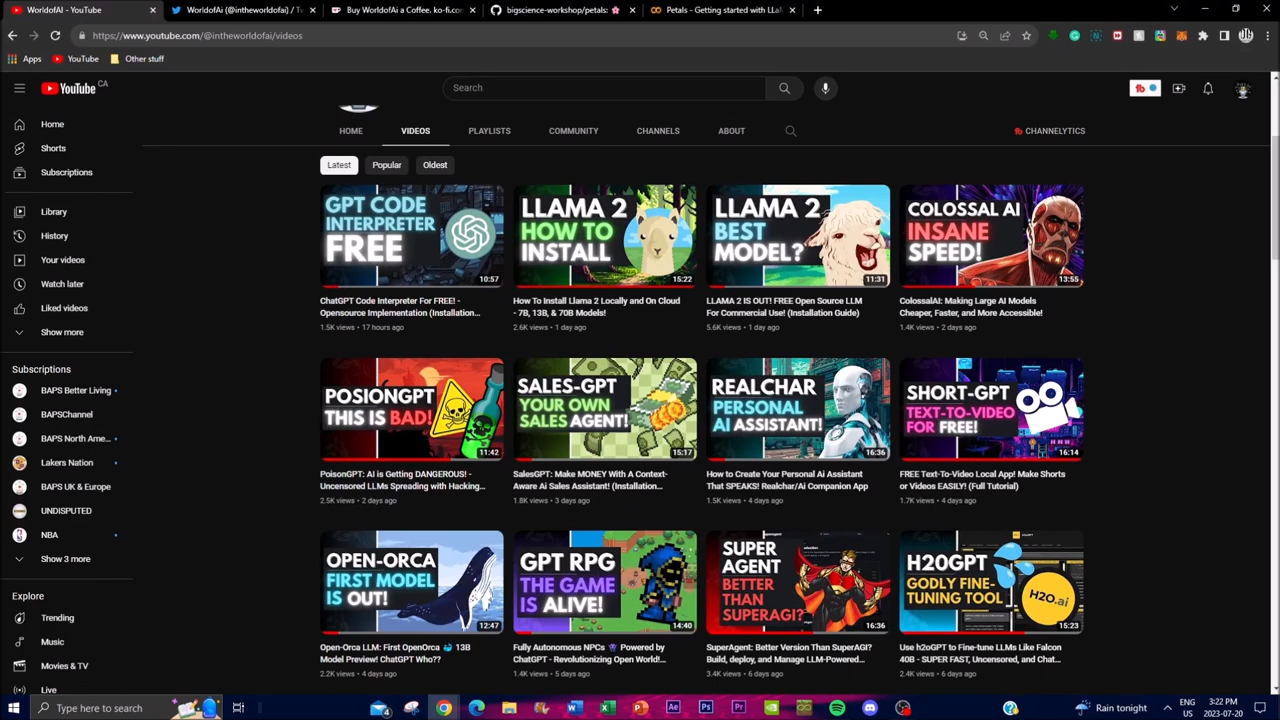 WorldofAi - YouTube
WorldofAi (@intheworldofai) / Tw
Buy WorldofAi a Coffee. ko-fi.com
bigscience-workshop/petals: 🌸
Petals - Getting started with LLa
https://www.youtube.com/@intheworldofai/videos
Apps
YouTube
Other stuff
YouTube CA
Search
HOME
VIDEOS
PLAYLISTS
COMMUNITY
CHANNELS
ABOUT
CHANNELYTICS
Latest
Popular
Oldest
Home
Shorts
Subscriptions
Library
History
Your videos
Watch later
Liked videos
Show more
Subscriptions
BAPS Better Living
BAPSChannel
BAPS North Ame...
Lakers Nation
BAPS UK & Europe
UNDISPUTED
NBA
Show 3 more
Explore
Trending
Music
Movies & TV
Live
GPT CODE
INTERPRETER
FREE
10:57
ChatGPT Code Interpreter For FREE! -
Opensource Implementation (Installation...
1.5K views • 17 hours ago
LLAMA 2
HOW TO
INSTALL
15:22
How To Install Llama 2 Locally and On Cloud
- 7B, 13B, & 70B Models!
2.6K views • 1 day ago
LLAMA 2
BEST
MODEL?
11:31
LLAMA 2 IS OUT! FREE Open Source LLM
For Commercial Use! (Installation Guide)
5.6K views • 1 day ago
COLOSSAL AI
INSANE
SPEED!
13:55
ColossalAI: Making Large AI Models
Cheaper, Faster, and More Accessible!
1.4K views • 2 days ago
POSIONGPT
THIS IS BAD!
11:42
PoisonGPT: AI is Getting DANGEROUS! -
Uncensored LLMs Spreading with Hacking...
2.5K views • 2 days ago
SALES-GPT
YOUR OWN
SALES AGENT!
15:17
SalesGPT: Make MONEY With A Context-
Aware Ai Sales Assistant! (Installation...
1.8K views • 3 days ago
REALCHAR
PERSONAL
AI ASSISTANT!
16:36
How to Create Your Personal Ai Assistant
That SPEAKS! Realchar/Ai Companion App
1.5K views • 4 days ago
SHORT-GPT
TEXT-TO-VIDEO
FOR FREE!
16:14
FREE Text-To-Video Local App! Make Shorts
or Videos EASILY! (Full Tutorial)
1.7K views • 4 days ago
OPEN-ORCA
FIRST MODEL
IS OUT!
12:47
Open-Orca LLM: First OpenOrca 🐳 13B
Model Preview! ChatGPT Who??
2.2K views • 4 days ago
GPT RPG
THE GAME
IS ALIVE!
14:40
Fully Autonomous NPCs 👾 Powered by
ChatGPT - Revolutionizing Open World!...
1.4K views • 5 days ago
SUPER
AGENT
BETTER
THAN
SUPERAGI?
16:36
SuperAgent: Better Version Than SuperAGI?
Build, deploy, and Manage LLM-Powered...
3.4K views • 6 days ago
H20GPT
GODLY FINE-
TUNING TOOL
H2O.ai
15:23
Use h2oGPT to Fine-tune LLMs Like Falcon
40B - SUPER FAST, Uncensored, and Chat...
2.4K views • 6 days ago
Type here to search
Rain tonight
ENG
US
3:22 PM
2023-07-20